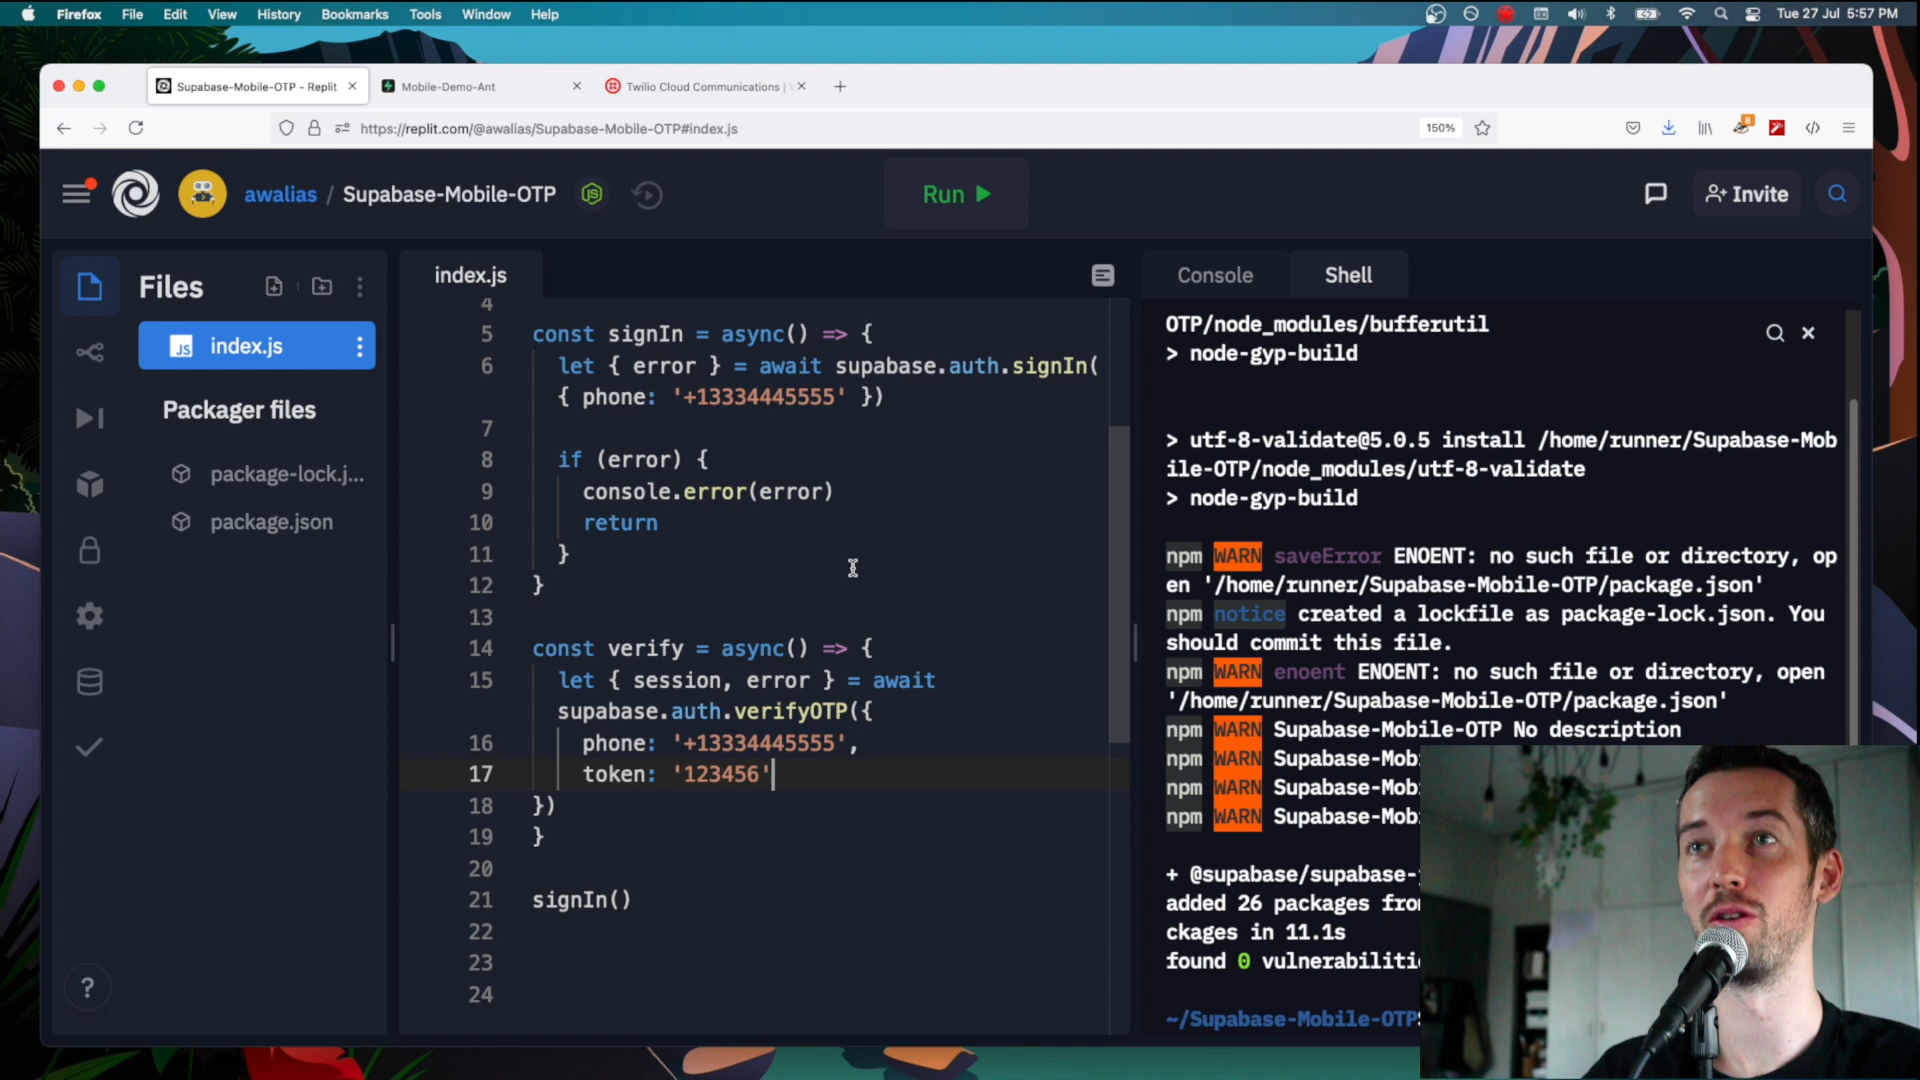 Firefox File Edit View History Bookmarks Tools Window Help Tue 27 Jul 5:57 PM
Supabase-Mobile-OTP - Replit Mobile-Demo-Ant Twilio Cloud Communications |
https://replit.com/@awalias/Supabase-Mobile-OTP#index.js 150% 8
awalias / Supabase-Mobile-OTP Run Invite
Files
JS index.js
Packager files
package-lock.j...
package.json
?
index.js
4
5 const signIn = async() => {
6 let { error } = await supabase.auth.signIn(
{ phone: '+13334445555' })
7
8 if (error) {
9 console.error(error)
10 return
11 }
12 }
13
14 const verify = async() => {
15 let { session, error } = await
supabase.auth.verifyOTP({
16 phone: '+13334445555',
17 token: '123456'
18 })
19 }
20
21 signIn()
22
23
24
Console Shell
OTP/node_modules/bufferutil
> node-gyp-build
> utf-8-validate@5.0.5 install /home/runner/Supabase-Mob
ile-OTP/node_modules/utf-8-validate
> node-gyp-build
npm WARN saveError ENOENT: no such file or directory, op
en '/home/runner/Supabase-Mobile-OTP/package.json'
npm notice created a lockfile as package-lock.json. You
should commit this file.
npm WARN enoent ENOENT: no such file or directory, open
'/home/runner/Supabase-Mobile-OTP/package.json'
npm WARN Supabase-Mobile-OTP No description
npm WARN Supabase-Mob
npm WARN Supabase-Mob
npm WARN Supabase-Mob
+ @supabase/supabase-
added 26 packages fro
ckages in 11.1s
found 0 vulnerabiliti
~/Supabase-Mobile-OTP